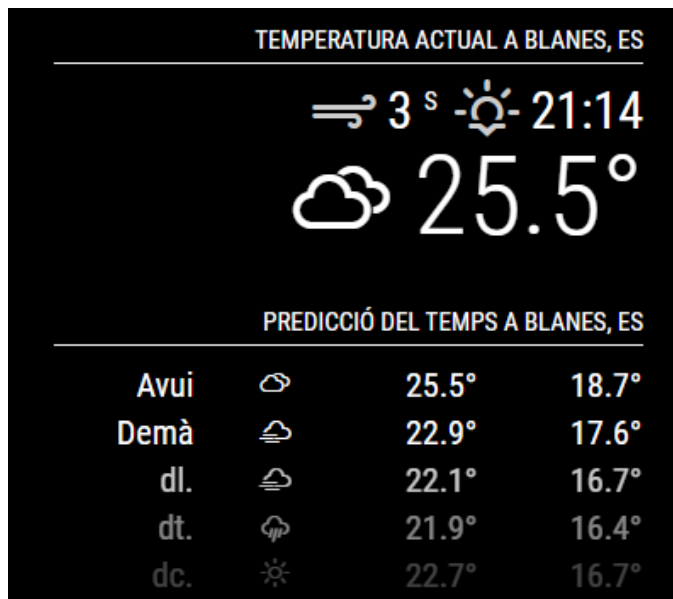 TEMPERATURA ACTUAL A BLANES, ES
3 S 21:14
25.5°
PREDICCIÓ DEL TEMPS A BLANES, ES
Avui 25.5° 18.7°
Demà 22.9° 17.6°
dl. 22.1° 16.7°
dt. 21.9° 16.4°
dc. 22.7° 16.7°